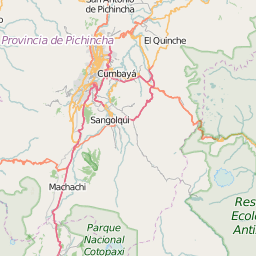 San Antonio
de Pichincha
El Quinche
Provincia de Pichincha
Cumbayá
Sangolquí
Machachi
Res
Ecol
Anti
Parque
Nacional
Cotopaxi